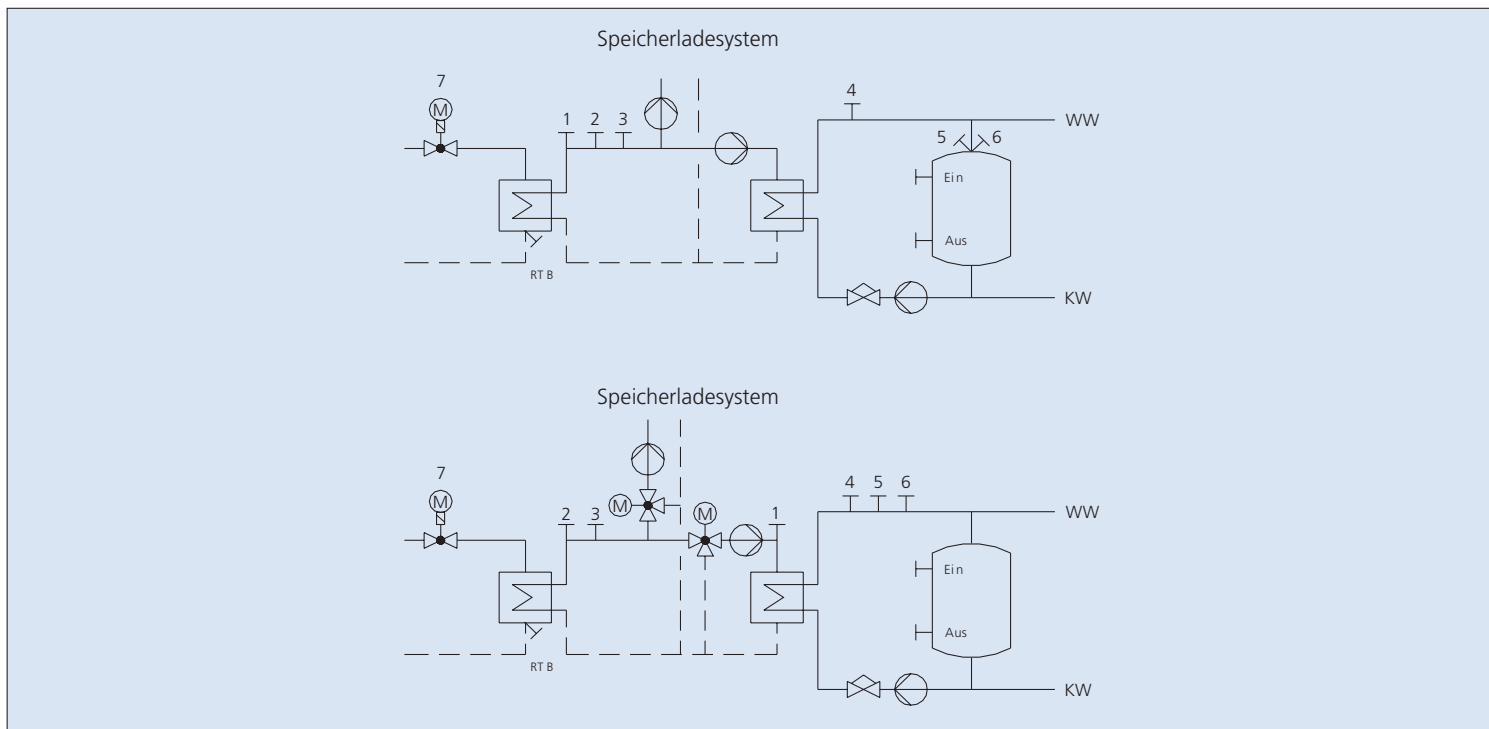 Speicherladesystem
7
M
1 2 3
4
WW
5 6
Ein
Aus
RT B
KW
Speicherladesystem
7
M
M
M
2 3
1
4 5 6
WW
Ein
Aus
RT B
KW